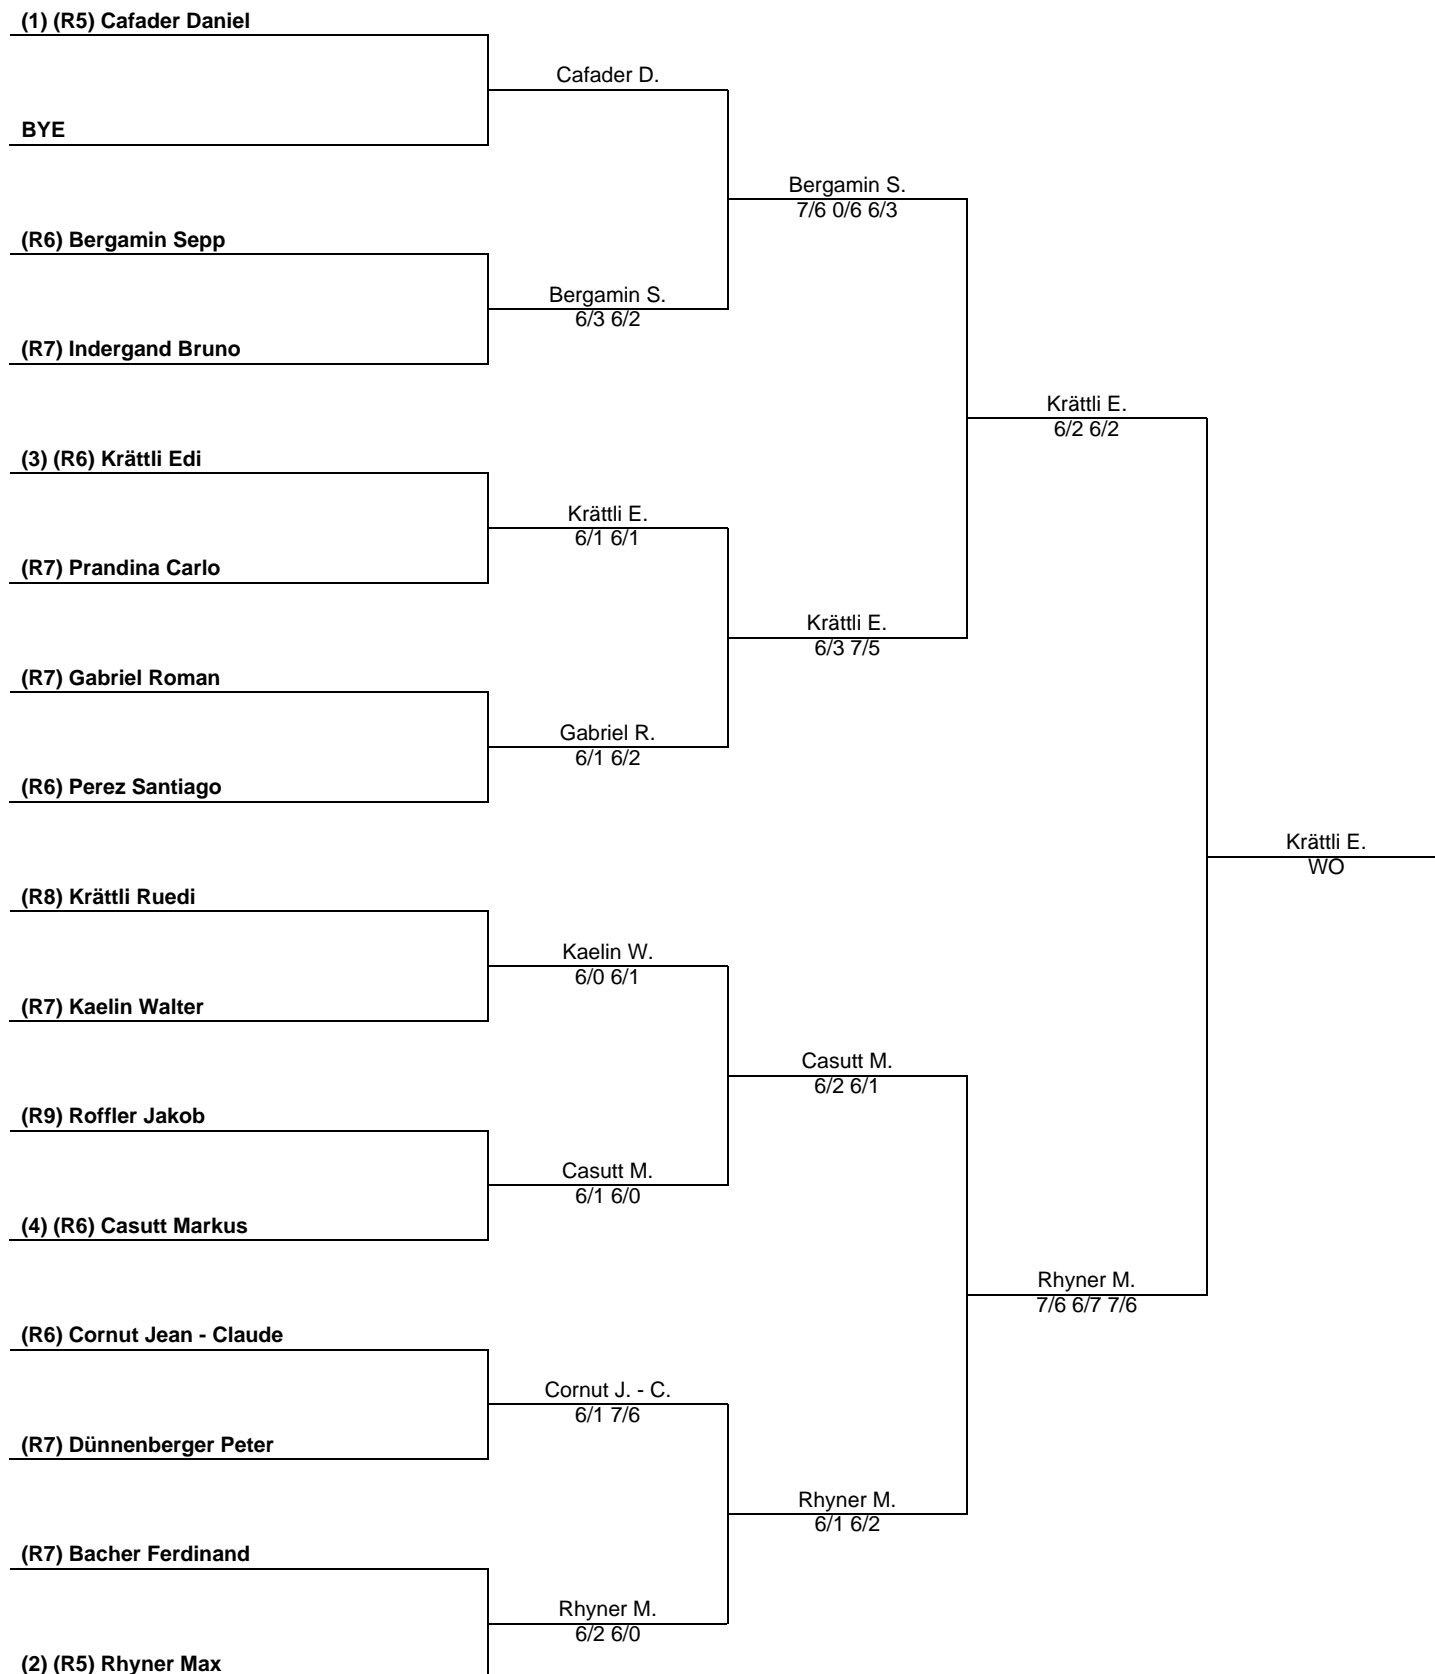 (1) (R5) Cafader Daniel
Cafader D.
BYE
Bergamin S.
7/6 0/6 6/3
(R6) Bergamin Sepp
Bergamin S.
6/3 6/2
(R7) Indergand Bruno
Krättli E.
6/2 6/2
(3) (R6) Krättli Edi
Krättli E.
6/1 6/1
(R7) Prandina Carlo
Krättli E.
6/3 7/5
(R7) Gabriel Roman
Gabriel R.
6/1 6/2
(R6) Perez Santiago
Krättli E.
WO
(R8) Krättli Ruedi
Kaelin W.
6/0 6/1
(R7) Kaelin Walter
Casutt M.
6/2 6/1
(R9) Roffler Jakob
Casutt M.
6/1 6/0
(4) (R6) Casutt Markus
Rhyner M.
7/6 6/7 7/6
(R6) Cornut Jean - Claude
Cornut J. - C.
6/1 7/6
(R7) Dünnenberger Peter
Rhyner M.
6/1 6/2
(R7) Bacher Ferdinand
Rhyner M.
6/2 6/0
(2) (R5) Rhyner Max